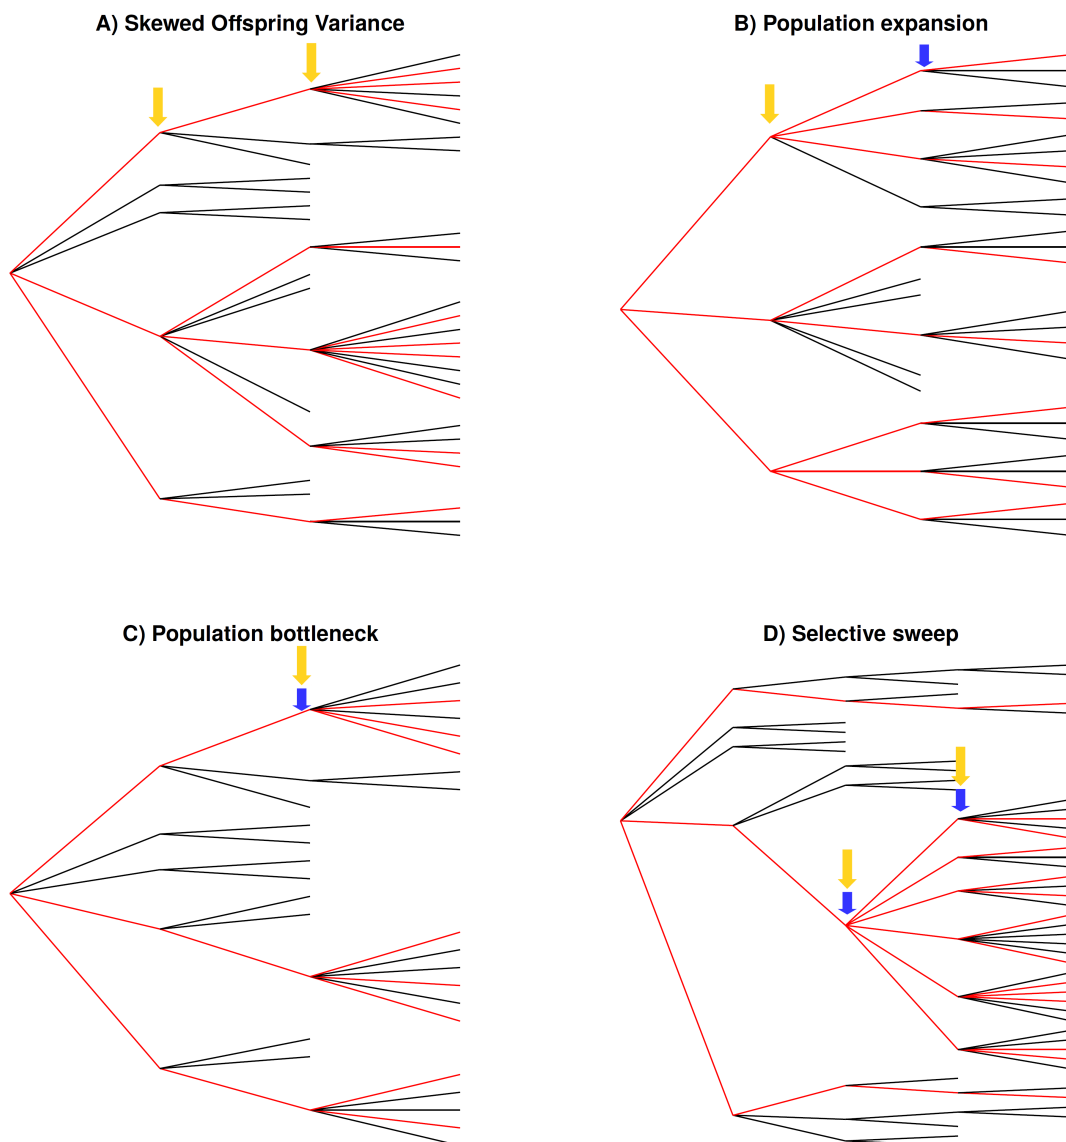 A) Skewed Offspring Variance
B) Population expansion
C) Population bottleneck
D) Selective sweep